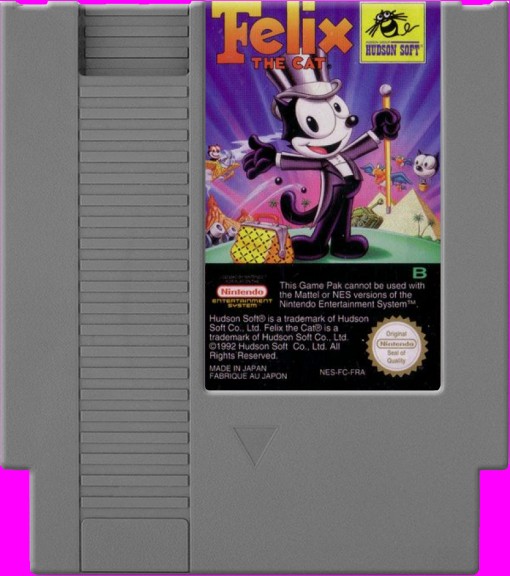 Felix
THE CAT
HUDSON SOFT®
B
Nintendo
ENTERTAINMENT
SYSTEM
This Game Pak cannot be used with
the Mattel or NES versions of the
Nintendo Entertainment System™.
Hudson Soft® is a trademark of Hudson
Soft Co., Ltd. Felix the Cat® is a
trademark of Hudson Soft Co., Ltd.
©1992 Hudson Soft Co., Ltd. All
Rights Reserved.
MADE IN JAPAN
FABRIQUE AU JAPON
NES-FC-FRA
Original
Nintendo
Seal of
Quality